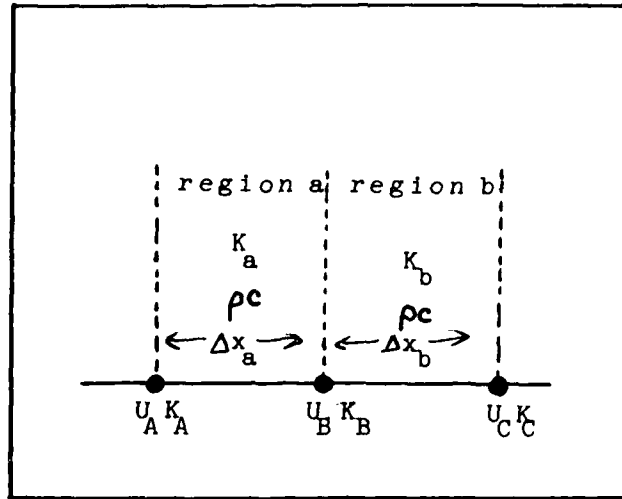 region a region b
K_a K_b
ρc ρc
Δx_a Δx_b
U_A K_A U_B K_B U_C K_C